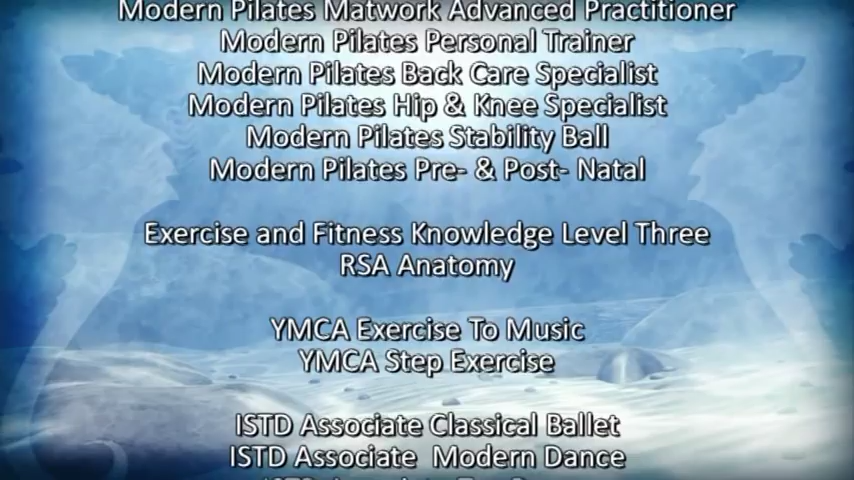 Modern Pilates Matwork Advanced Practitioner
Modern Pilates Personal Trainer
Modern Pilates Back Care Specialist
Modern Pilates Hip & Knee Specialist
Modern Pilates Stability Ball
Modern Pilates Pre- & Post- Natal
Exercise and Fitness Knowledge Level Three
RSA Anatomy
YMCA Exercise To Music
YMCA Step Exercise
ISTD Associate Classical Ballet
ISTD Associate Modern Dance